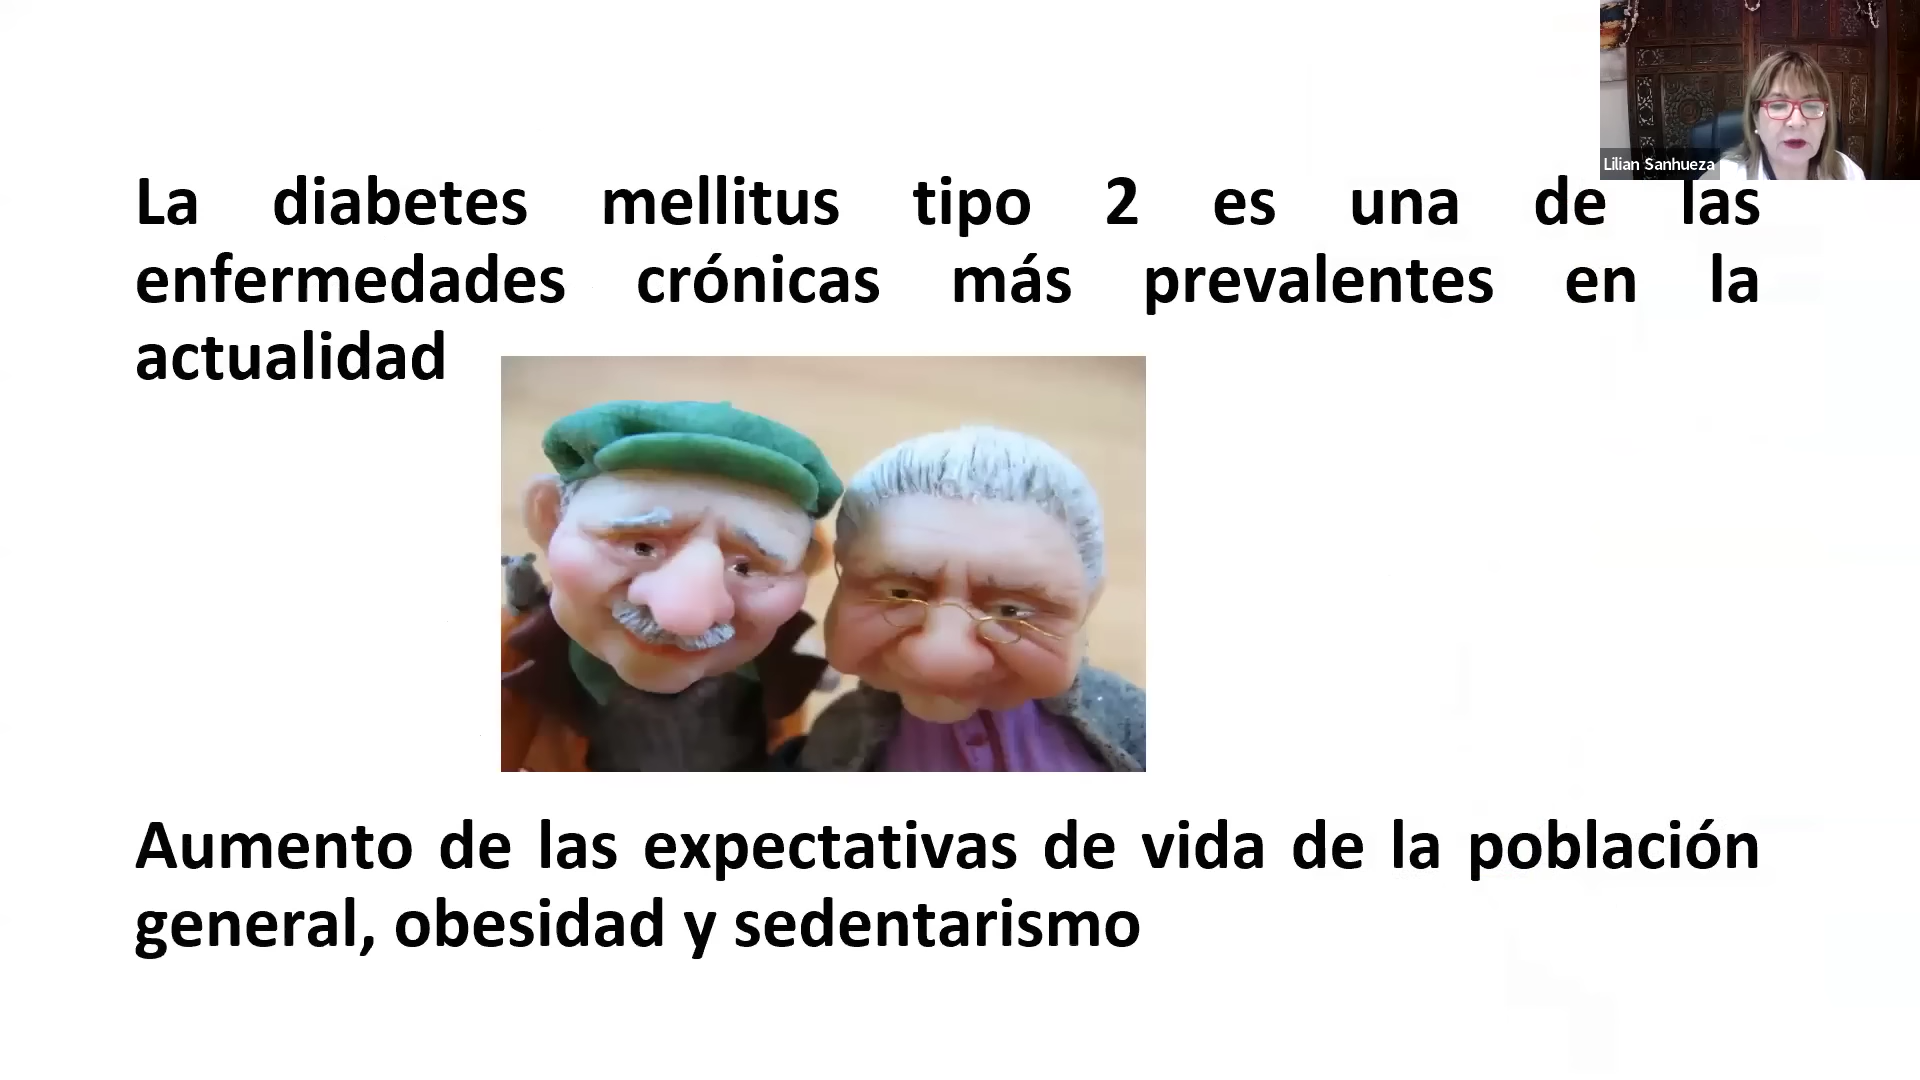 Lilian Sanhueza
La diabetes mellitus tipo 2 es una de las
enfermedades crónicas más prevalentes en la
actualidad
Aumento de las expectativas de vida de la población
general, obesidad y sedentarismo